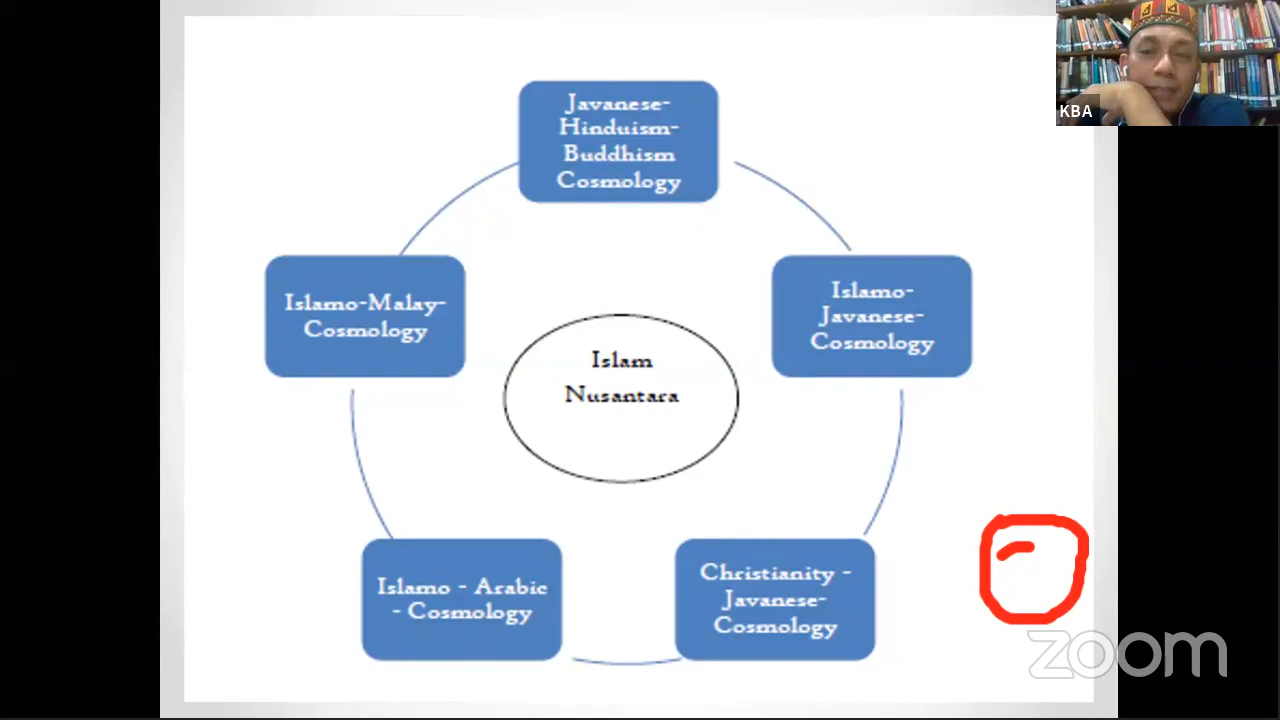 KBA
Javanese-
Hinduism-
Buddhism
Cosmology
Islamo-Malay-
Cosmology
Islamo-
Javanese-
Cosmology
Islam
Nusantara
Islamo - Arabic
- Cosmology
Christianity -
Javanese-
Cosmology
zoom